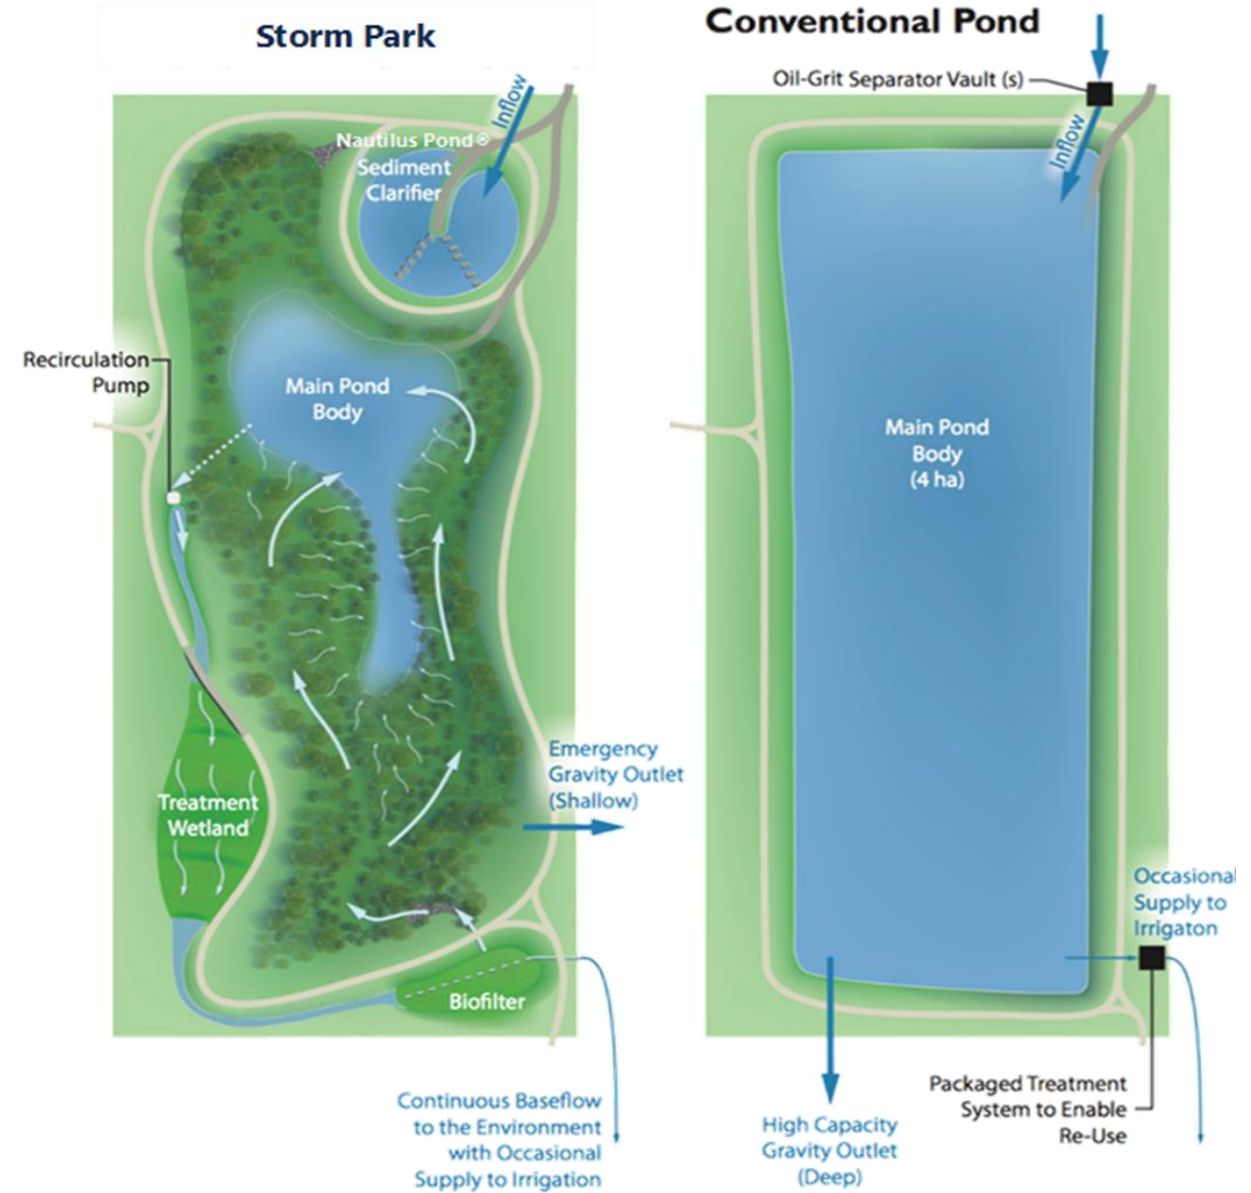 Storm Park
Inflow
Nautilus Pond®
Sediment
Clarifier
Recirculation
Pump
Main Pond
Body
Emergency
Gravity Outlet
(Shallow)
Treatment
Wetland
Biofilter
Continuous Baseflow
to the Environment
with Occasional
Supply to Irrigation
Conventional Pond
Oil-Grit Separator Vault (s)
Inflow
Main Pond
Body
(4 ha)
Occasional
Supply to
Irrigaton
Packaged Treatment
System to Enable
Re-Use
High Capacity
Gravity Outlet
(Deep)